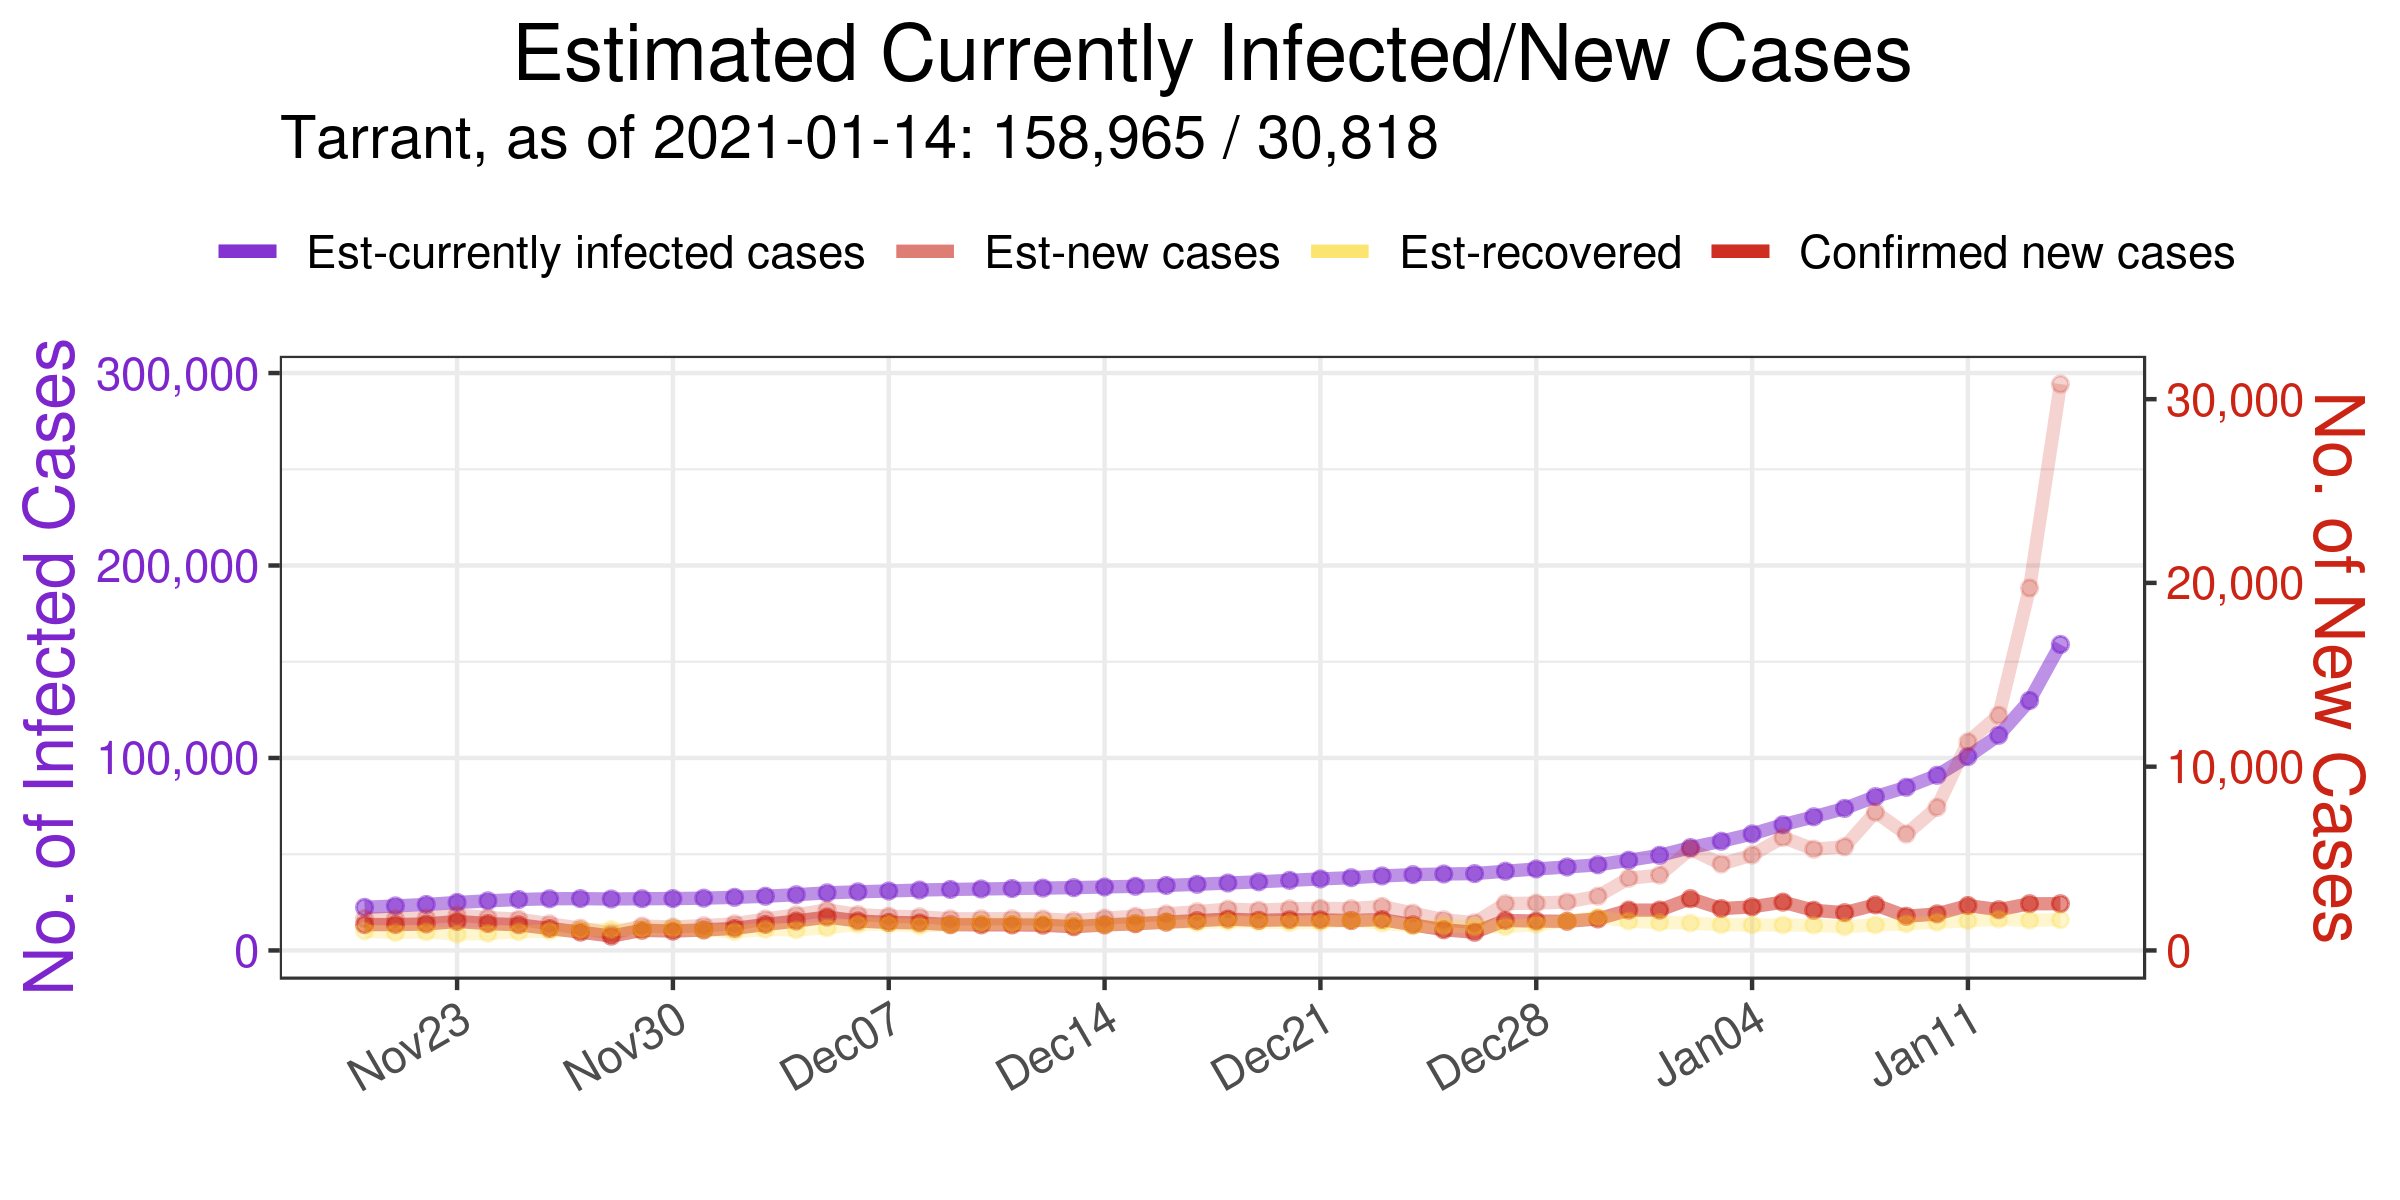 Estimated Currently Infected/New Cases
Tarrant, as of 2021-01-14: 158,965 / 30,818
Est-currently infected cases
Est-new cases
Est-recovered
Confirmed new cases
No. of Infected Cases
300,000
200,000
100,000
0
30,000
20,000
10,000
0
No. of New Cases
Nov23
Nov30
Dec07
Dec14
Dec21
Dec28
Jan04
Jan11